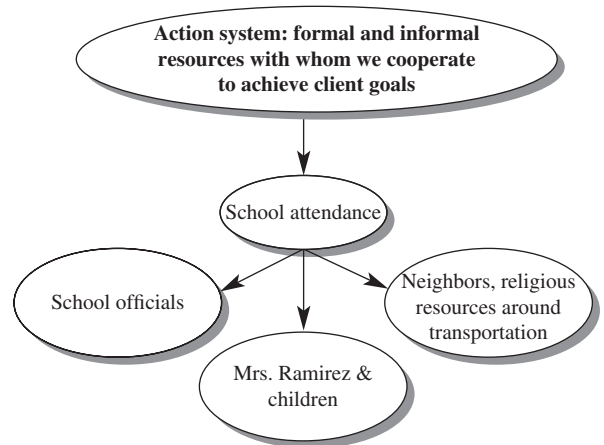 Action system: formal and informal
resources with whom we cooperate
to achieve client goals
School attendance
School officials
Neighbors, religious
resources around
transportation
Mrs. Ramirez &
children